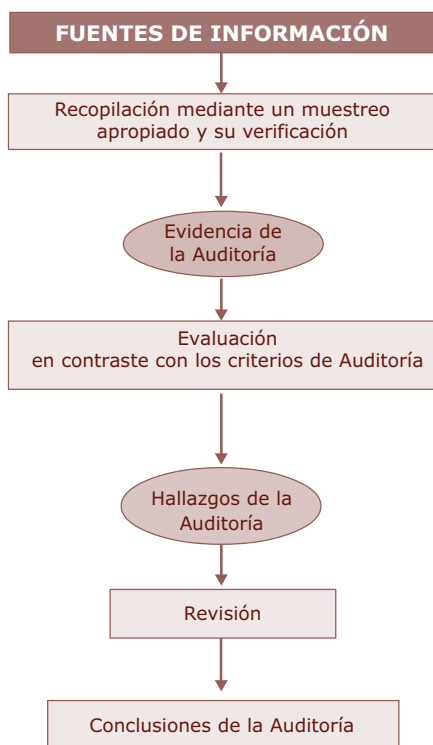 FUENTES DE INFORMACIÓN
Recopilación mediante un muestreo
apropiado y su verificación
Evidencia de
la Auditoría
Evaluación
en contraste con los criterios de Auditoría
Hallazgos de la
Auditoría
Revisión
Conclusiones de la Auditoría